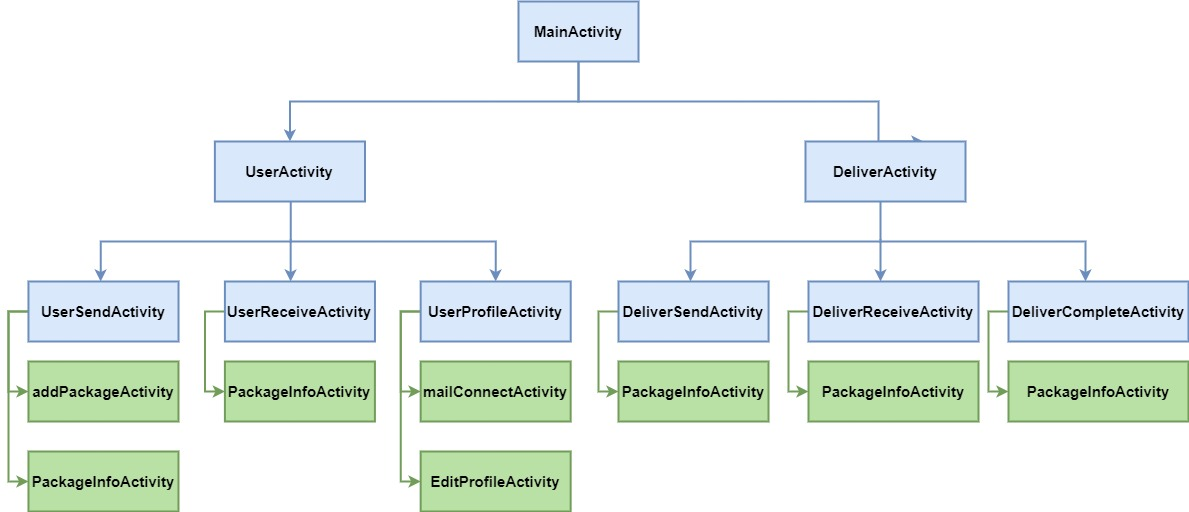 MainActivity
UserActivity
DeliverActivity
UserSendActivity
UserReceiveActivity
UserProfileActivity
DeliverSendActivity
DeliverReceiveActivity
DeliverCompleteActivity
addPackageActivity
PackageInfoActivity
mailConnectActivity
PackageInfoActivity
PackageInfoActivity
PackageInfoActivity
PackageInfoActivity
EditProfileActivity